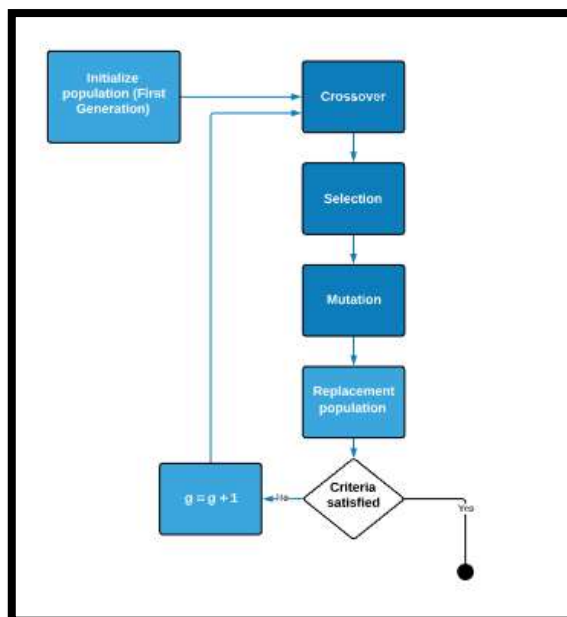 Initialize
population (First
Generation)
Crossover
Selection
Mutation
Replacement
population
Criteria
satisfied
g = g + 1
No
Yes